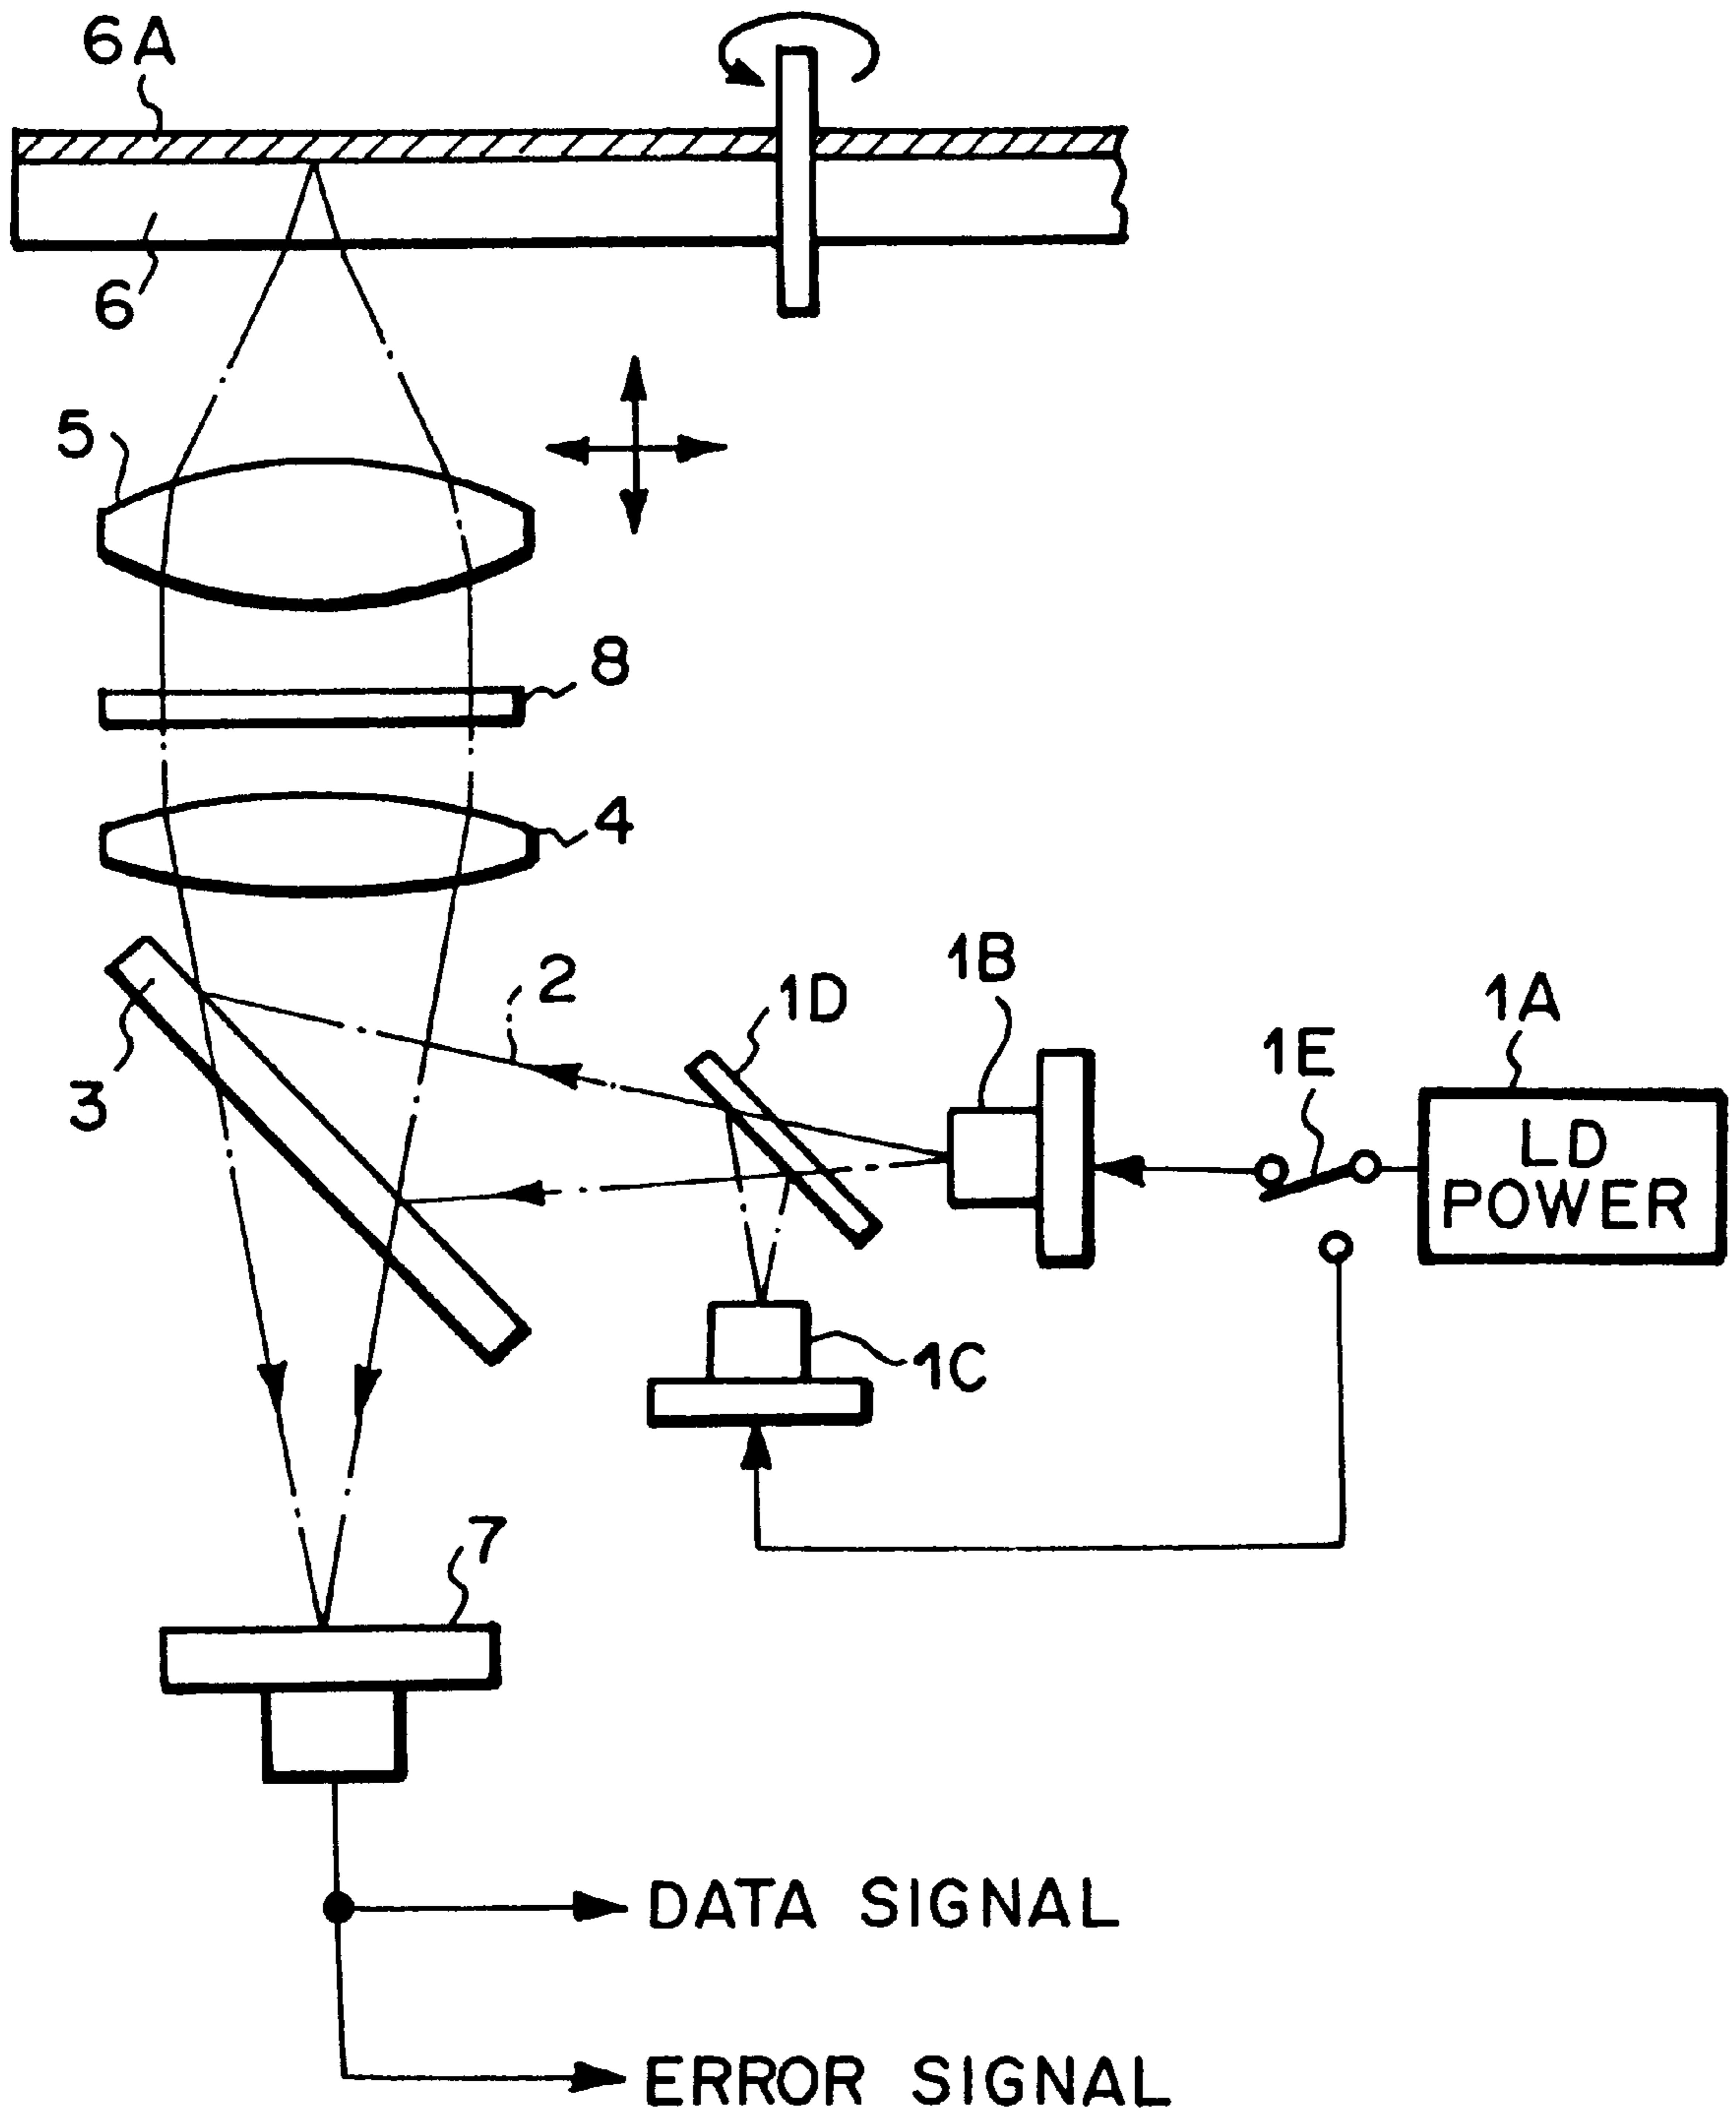 6A
6
5
8
4
1B
2
1D
1A
1E
3
LD
POWER
1C
7
DATA SIGNAL
ERROR SIGNAL